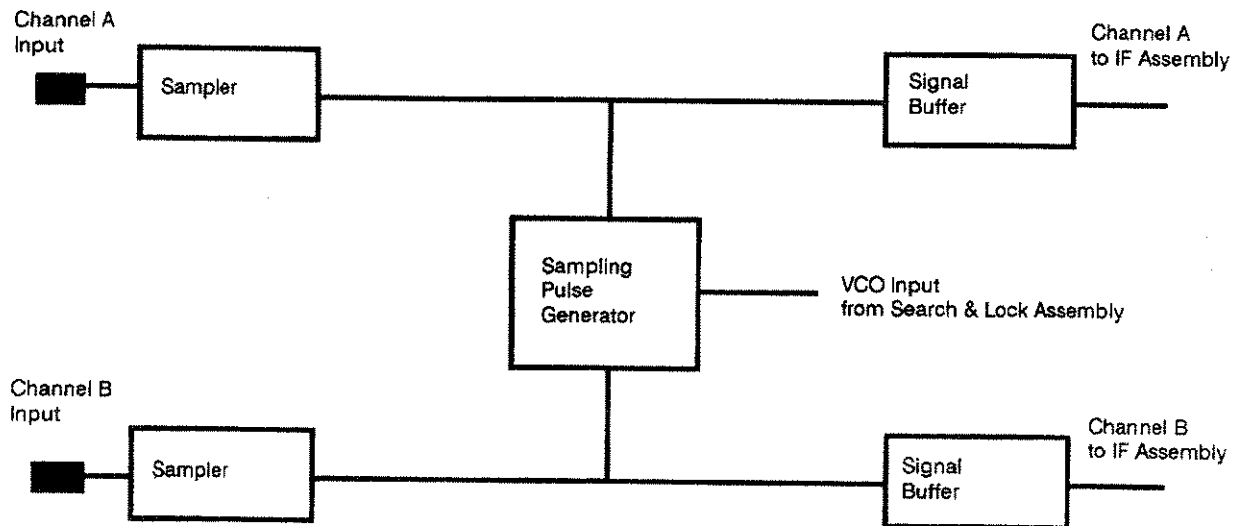 Channel A
Input
Sampler
Signal
Buffer
Channel A
to IF Assembly
Sampling
Pulse
Generator
VCO Input
from Search & Lock Assembly
Channel B
Input
Sampler
Signal
Buffer
Channel B
to IF Assembly